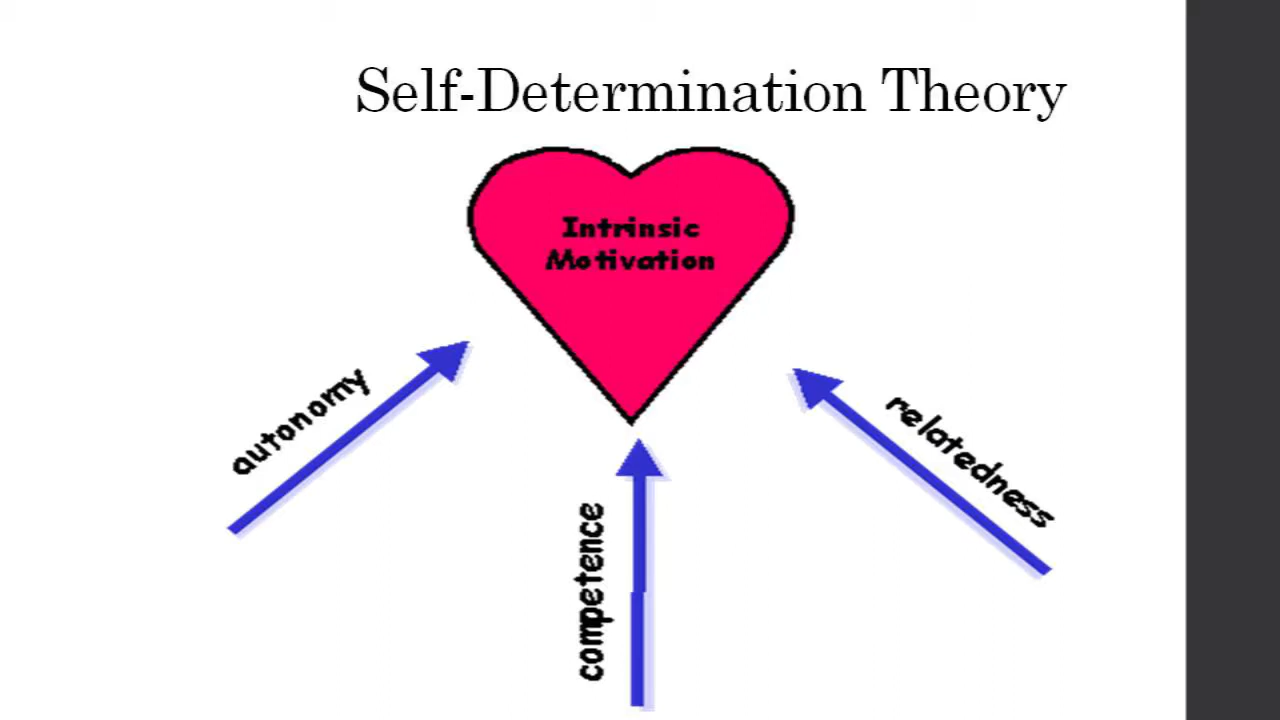 Self-Determination Theory
Intrinsic
Motivation
autonomy
competence
relatedness